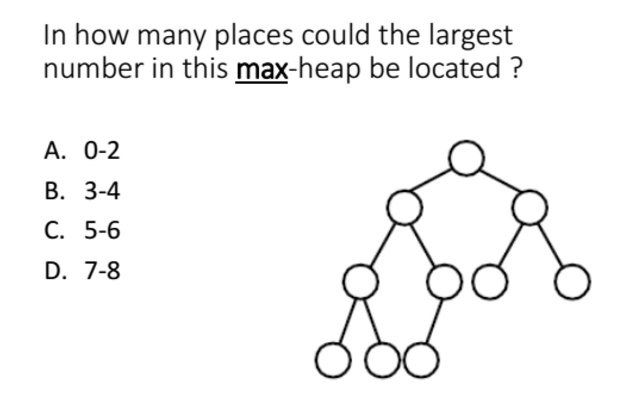 In how many places could the largest
number in this max-heap be located ?
A. 0-2
B. 3-4
C. 5-6
D. 7-8